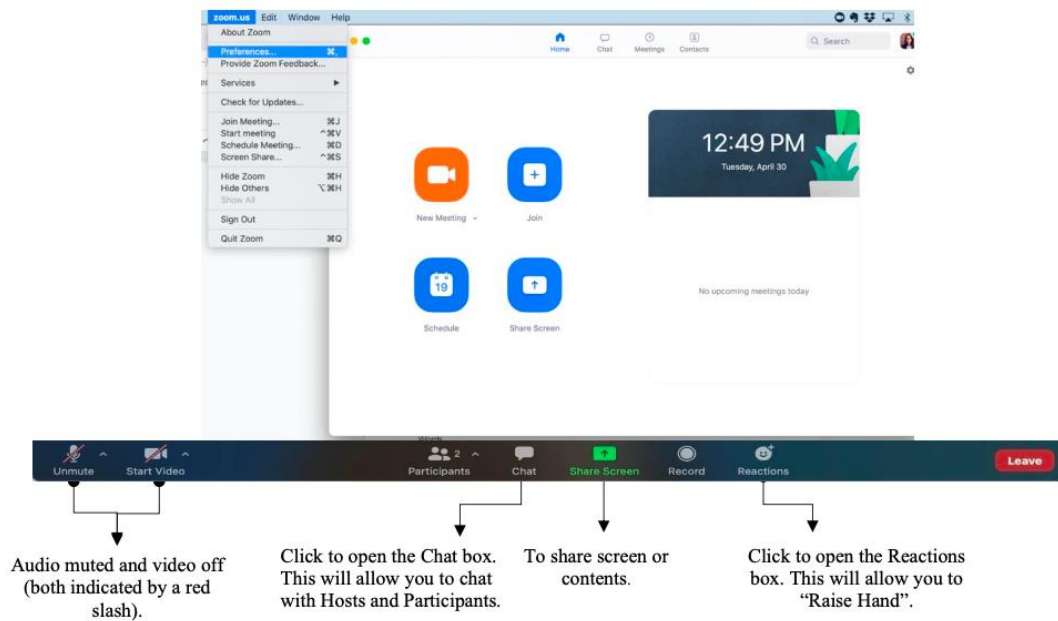 zoom.us Edit Window Help
About Zoom
Preferences... ⌘,
Provide Zoom Feedback...
Services
Check for Updates...
Join Meeting... ⌘J
Start meeting ^⌘V
Schedule Meeting... ⌘D
Screen Share... ^⌘S
Hide Zoom ⌘H
Hide Others ⌥⌘H
Show All
Sign Out
Quit Zoom ⌘Q
Home Chat Meetings Contacts
Search
12:49 PM
Tuesday, April 30
New Meeting Join
19
Schedule Share Screen
No upcoming meetings today
Words
Unmute Start Video
2
Participants Chat Share Screen Record Reactions
Leave
Audio muted and video off
(both indicated by a red
slash).
Click to open the Chat box.
This will allow you to chat
with Hosts and Participants.
To share screen or
contents.
Click to open the Reactions
box. This will allow you to
“Raise Hand”.